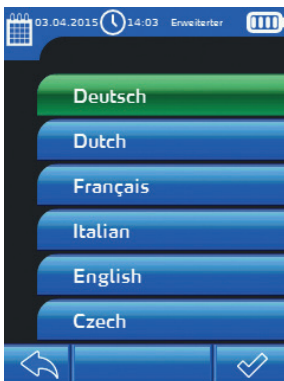 03.04.2015 14:03 Erweiterter
Deutsch
Dutch
Français
Italian
English
Czech